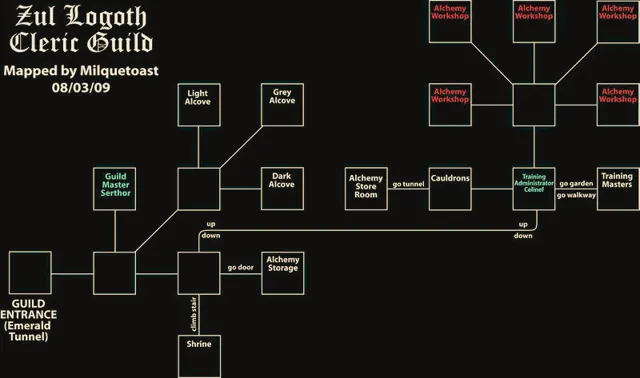 Zul Logoth
Cleric Guild
Mapped by Milquetoast
08/03/09
Alchemy
Workshop
Alchemy
Workshop
Alchemy
Workshop
Light
Alcove
Grey
Alcove
Alchemy
Workshop
Alchemy
Workshop
Guild
Master
Serthor
Dark
Alcove
Alchemy
Store
Room
go tunnel
Cauldrons
Training
Administrator
Celinef
go garden
go walkway
Training
Masters
up
down
up
down
GUILD
ENTRANCE
(Emerald
Tunnel)
go door
Alchemy
Storage
climb stair
Shrine